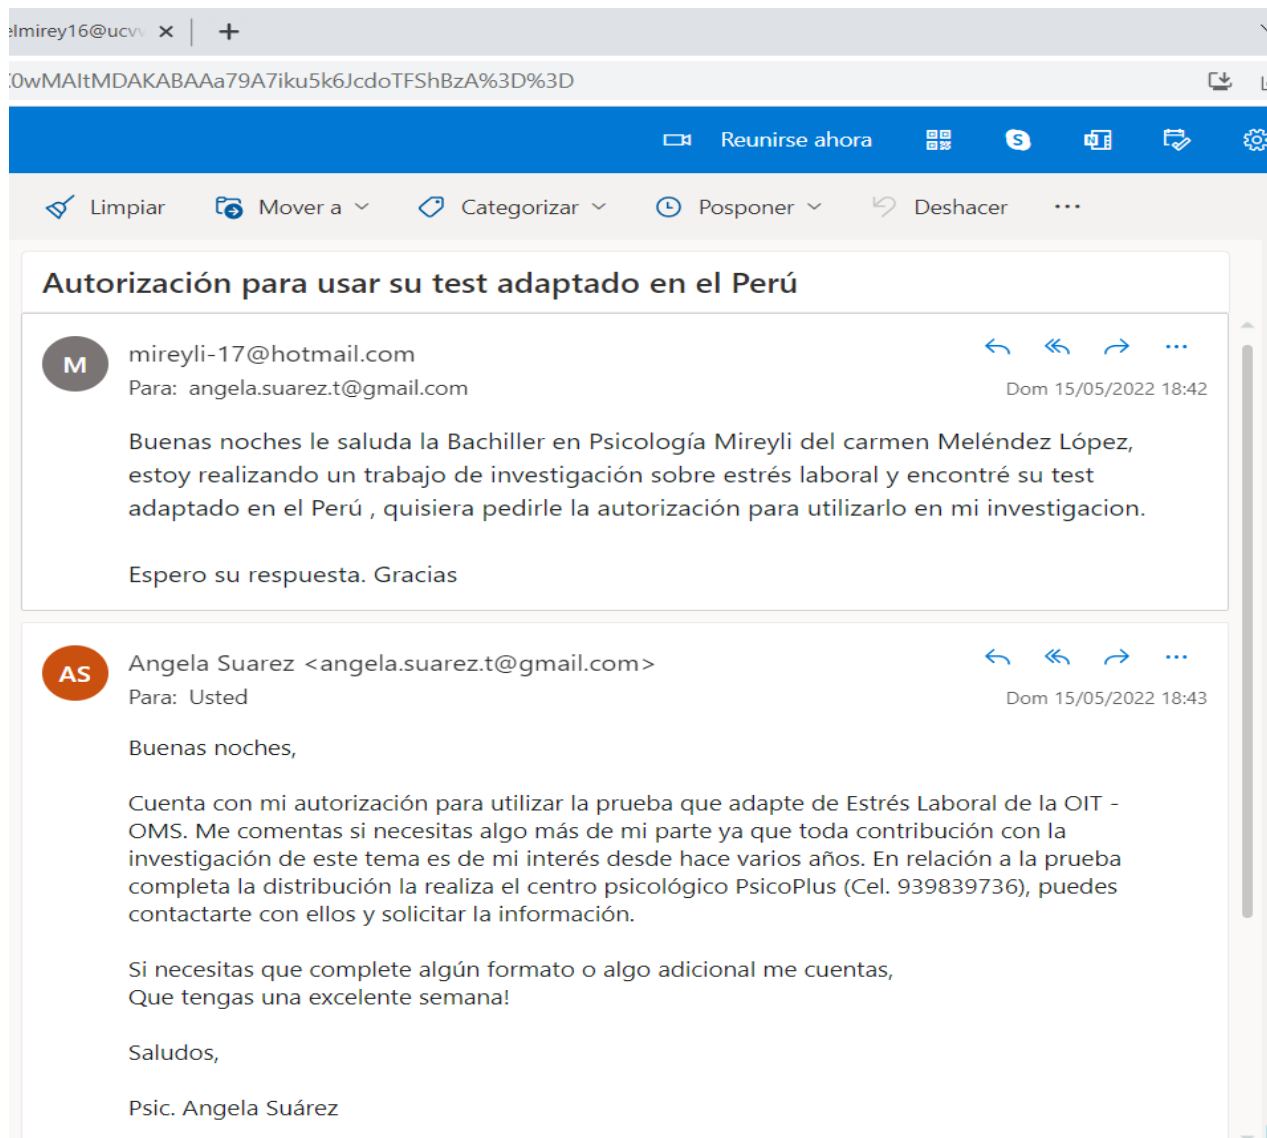 elmirey16@ucvv
0wMAItMDAKABAAa79A7iku5k6JcdoTFShBzA%3D%3D
Reunirse ahora
Limpiar Mover a Categorizar Posponer Deshacer ...
Autorización para usar su test adaptado en el Perú
M
mireyli-17@hotmail.com
Para: angela.suarez.t@gmail.com
Dom 15/05/2022 18:42
Buenas noches le saluda la Bachiller en Psicología Mireyli del carmen Meléndez López,
estoy realizando un trabajo de investigación sobre estrés laboral y encontré su test
adaptado en el Perú , quisiera pedirle la autorización para utilizarlo en mi investigacion.
Espero su respuesta. Gracias
AS
Angela Suarez <angela.suarez.t@gmail.com>
Para: Usted
Dom 15/05/2022 18:43
Buenas noches,
Cuenta con mi autorización para utilizar la prueba que adapte de Estrés Laboral de la OIT -
OMS. Me comentas si necesitas algo más de mi parte ya que toda contribución con la
investigación de este tema es de mi interés desde hace varios años. En relación a la prueba
completa la distribución la realiza el centro psicológico PsicoPlus (Cel. 939839736), puedes
contactarte con ellos y solicitar la información.
Si necesitas que complete algún formato o algo adicional me cuentas,
Que tengas una excelente semana!
Saludos,
Psic. Angela Suárez